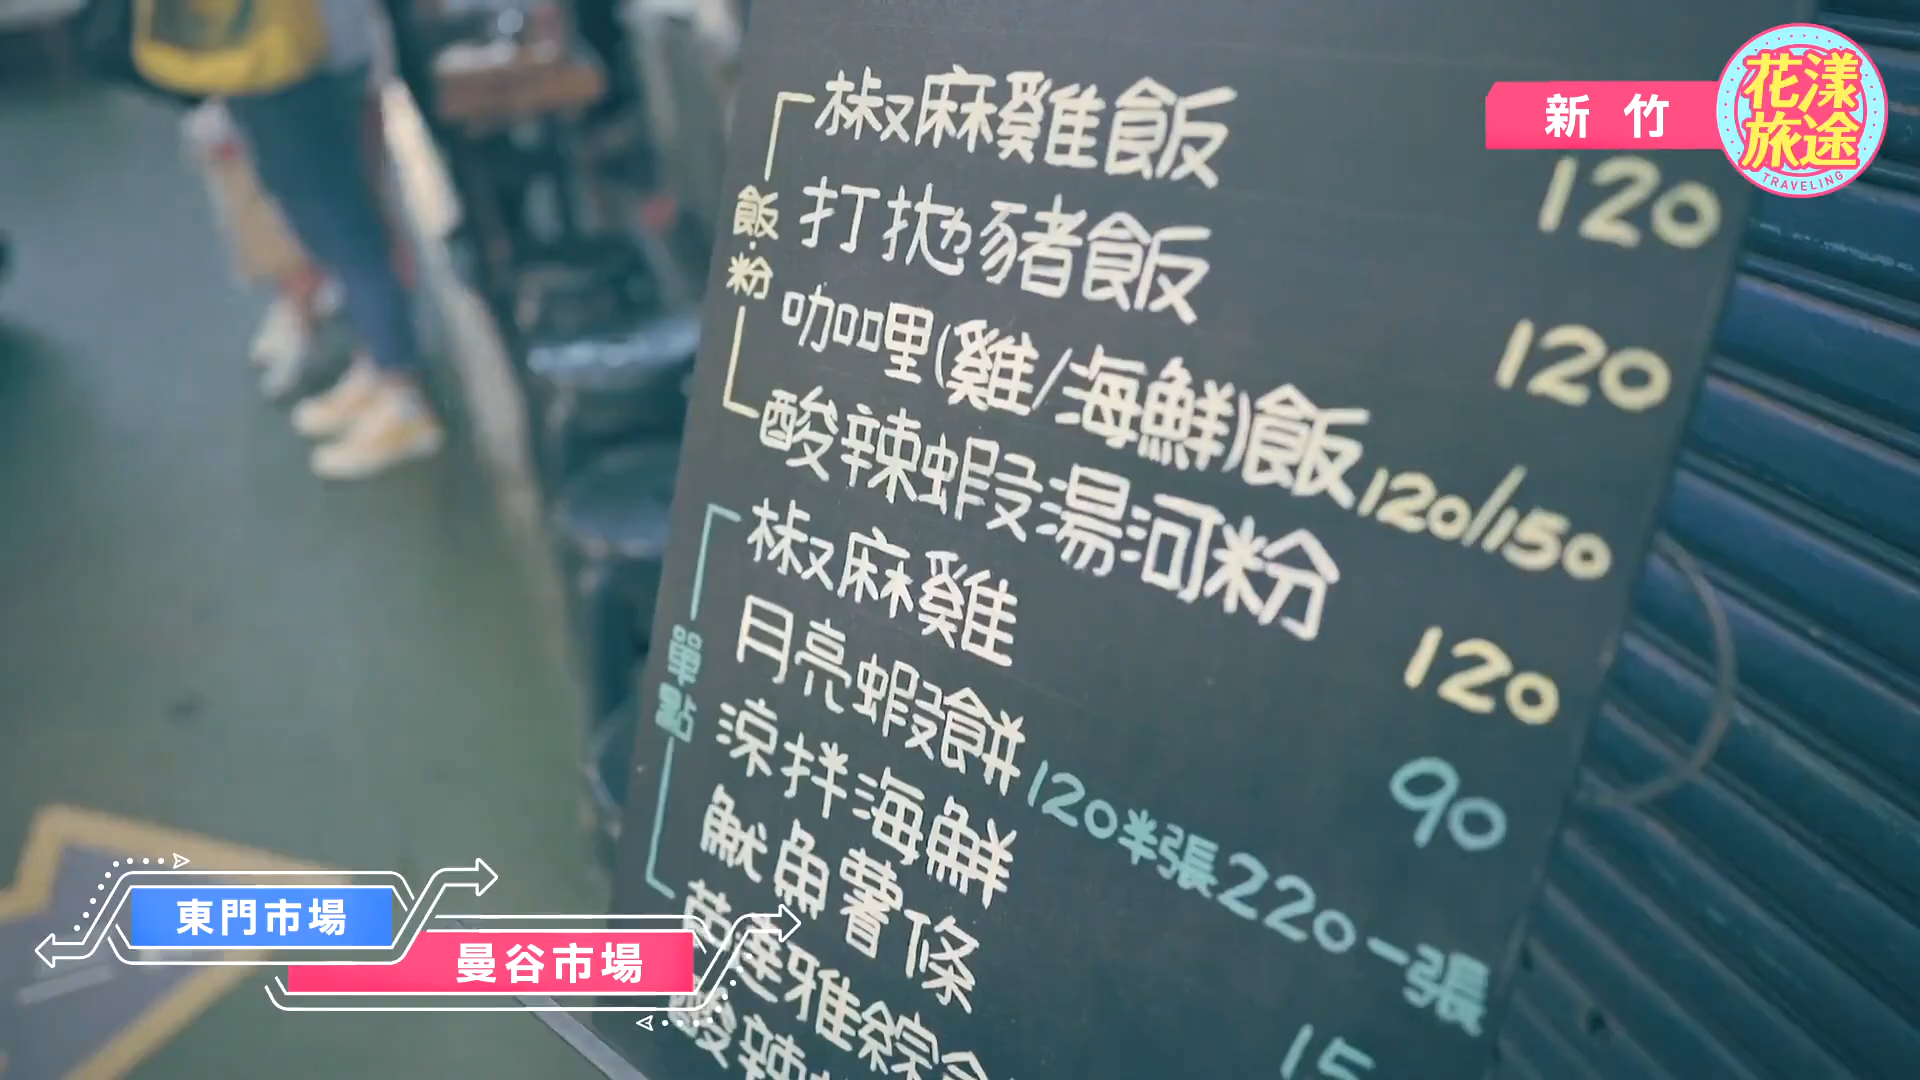 新竹
花漾旅途
TRAVELING
飯・粉
椒麻雞飯 120
打拋豬飯 120
咖哩(雞/海鮮)飯 120/150
酸辣蝦湯河粉 120
單點
椒麻雞 90
月亮蝦餅 120半張220一張
涼拌海鮮 15
魷魚薯條
酸辣
東門市場
曼谷市場